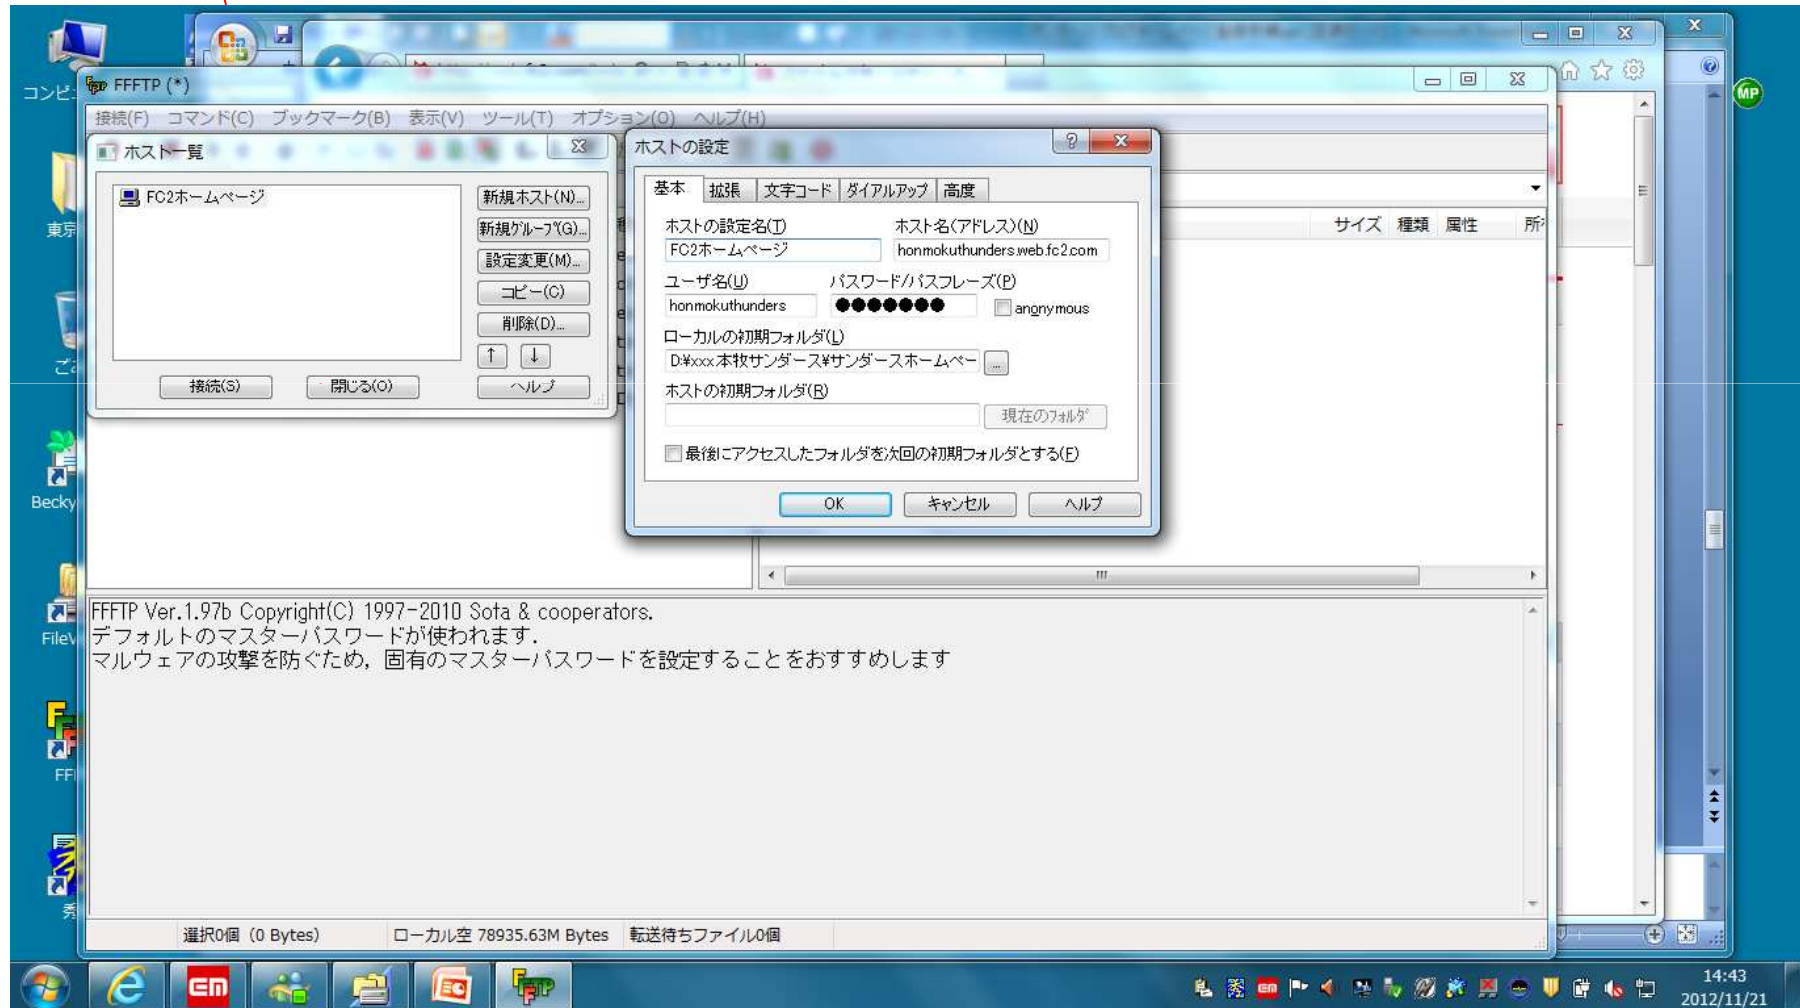 コンピュ
東京
ごみ
Becky
FileV
FFF
秀
FFFTP (*)
接続(F) コマンド(C) ブックマーク(B) 表示(V) ツール(T) オプション(O) ヘルプ(H)
ホスト一覧
FC2ホームページ
新規ホスト(N)...
新規グループ(G)...
設定変更(M)...
コピー(C)
削除(D)...
↑ ↓
接続(S) 閉じる(O) ヘルプ
ホストの設定
基本 拡張 文字コード ダイアルアップ 高度
ホストの設定名(T) ホスト名(アドレス)(N)
FC2ホームページ honmokuthunders.web.fc2.com
ユーザ名(U) パスワード/パスフレーズ(P)
honmokuthunders ●●●●●●● anonymous
ローカルの初期フォルダ(L)
D:¥xxx本牧サンダース¥サンダースホームペー ...
ホストの初期フォルダ(R)
現在のフォルダ
最後にアクセスしたフォルダを次回の初期フォルダとする(F)
OK キャンセル ヘルプ
サイズ 種類 属性 所
FFFTP Ver.1.97b Copyright(C) 1997-2010 Sota & cooperators.
デフォルトのマスターパスワードが使われます.
マルウェアの攻撃を防ぐため, 固有のマスターパスワードを設定することをおすすめします
選択0個 (0 Bytes) ローカル空 78935.63M Bytes 転送待ちファイル0個
MP
14:43
2012/11/21